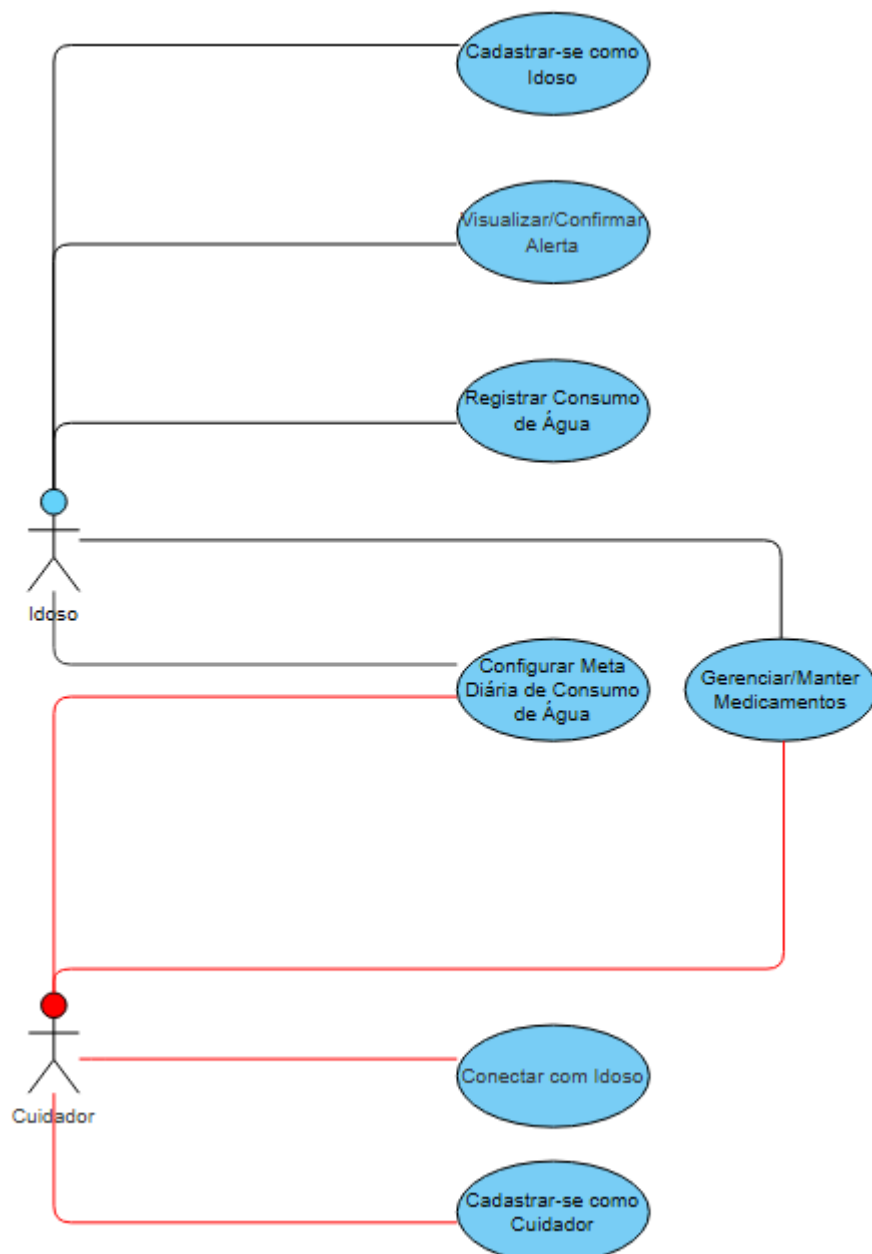 Cadastrar-se como
Idoso
Visualizar/Confirmar
Alerta
Registrar Consumo
de Água
Idoso
Configurar Meta
Diária de Consumo
de Água
Gerenciar/Manter
Medicamentos
Cuidador
Conectar com Idoso
Cadastrar-se como
Cuidador